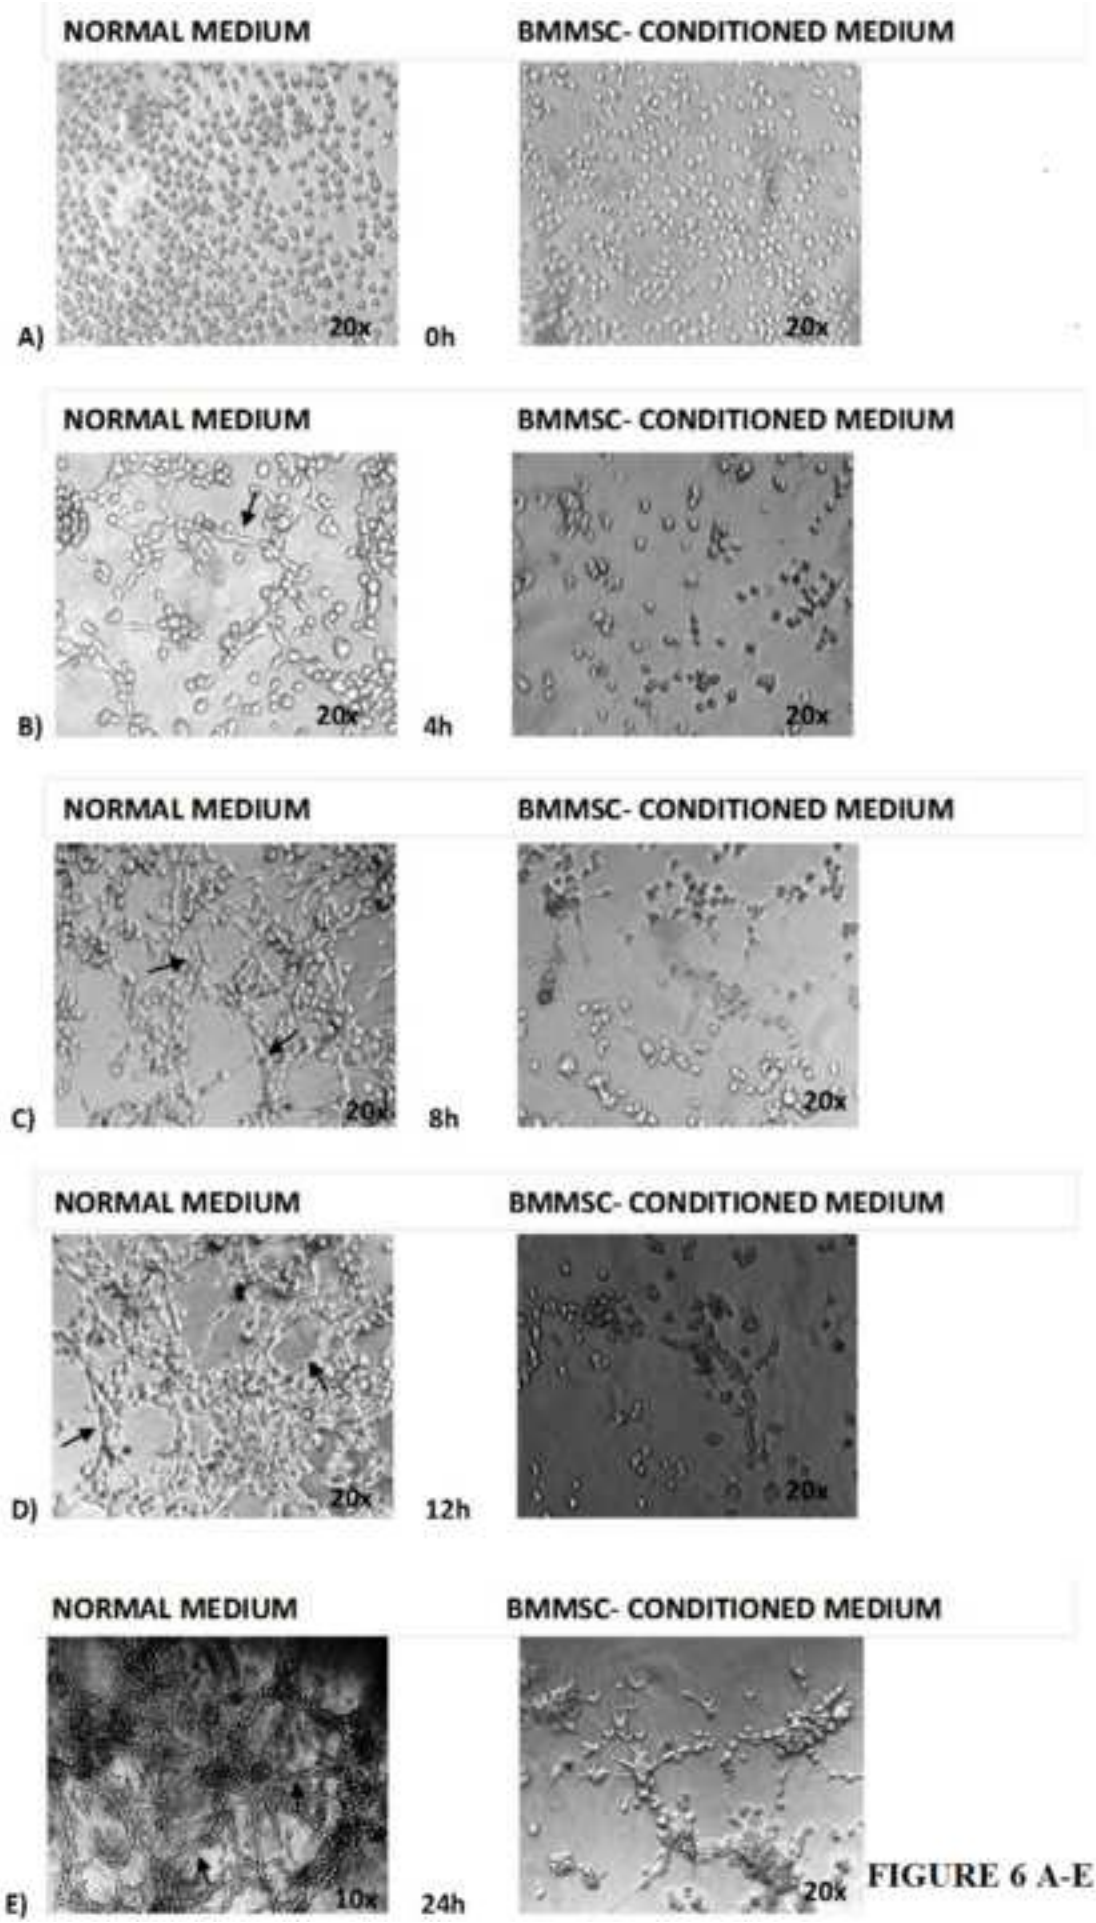 NORMAL MEDIUM BMMSC- CONDITIONED MEDIUM
20x 20x
A) 0h
NORMAL MEDIUM BMMSC- CONDITIONED MEDIUM
20x 20x
B) 4h
NORMAL MEDIUM BMMSC- CONDITIONED MEDIUM
20x 20x
C) 8h
NORMAL MEDIUM BMMSC- CONDITIONED MEDIUM
20x 20x
D) 12h
NORMAL MEDIUM BMMSC- CONDITIONED MEDIUM
10x 20x FIGURE 6 A-E
E) 24h